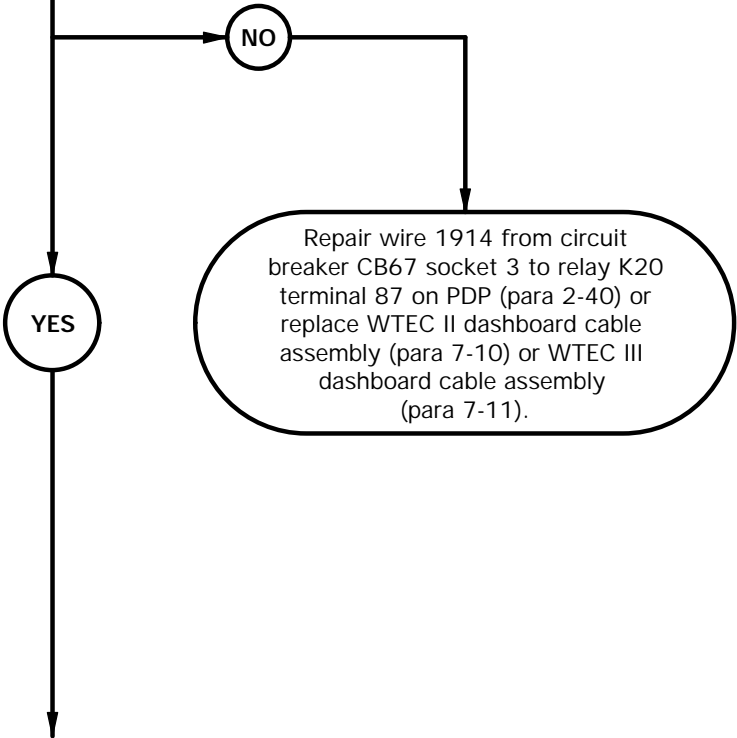 NO
Repair wire 1914 from circuit
breaker CB67 socket 3 to relay K20
terminal 87 on PDP (para 2-40) or
replace WTEC II dashboard cable
assembly (para 7-10) or WTEC III
dashboard cable assembly
(para 7-11).
YES